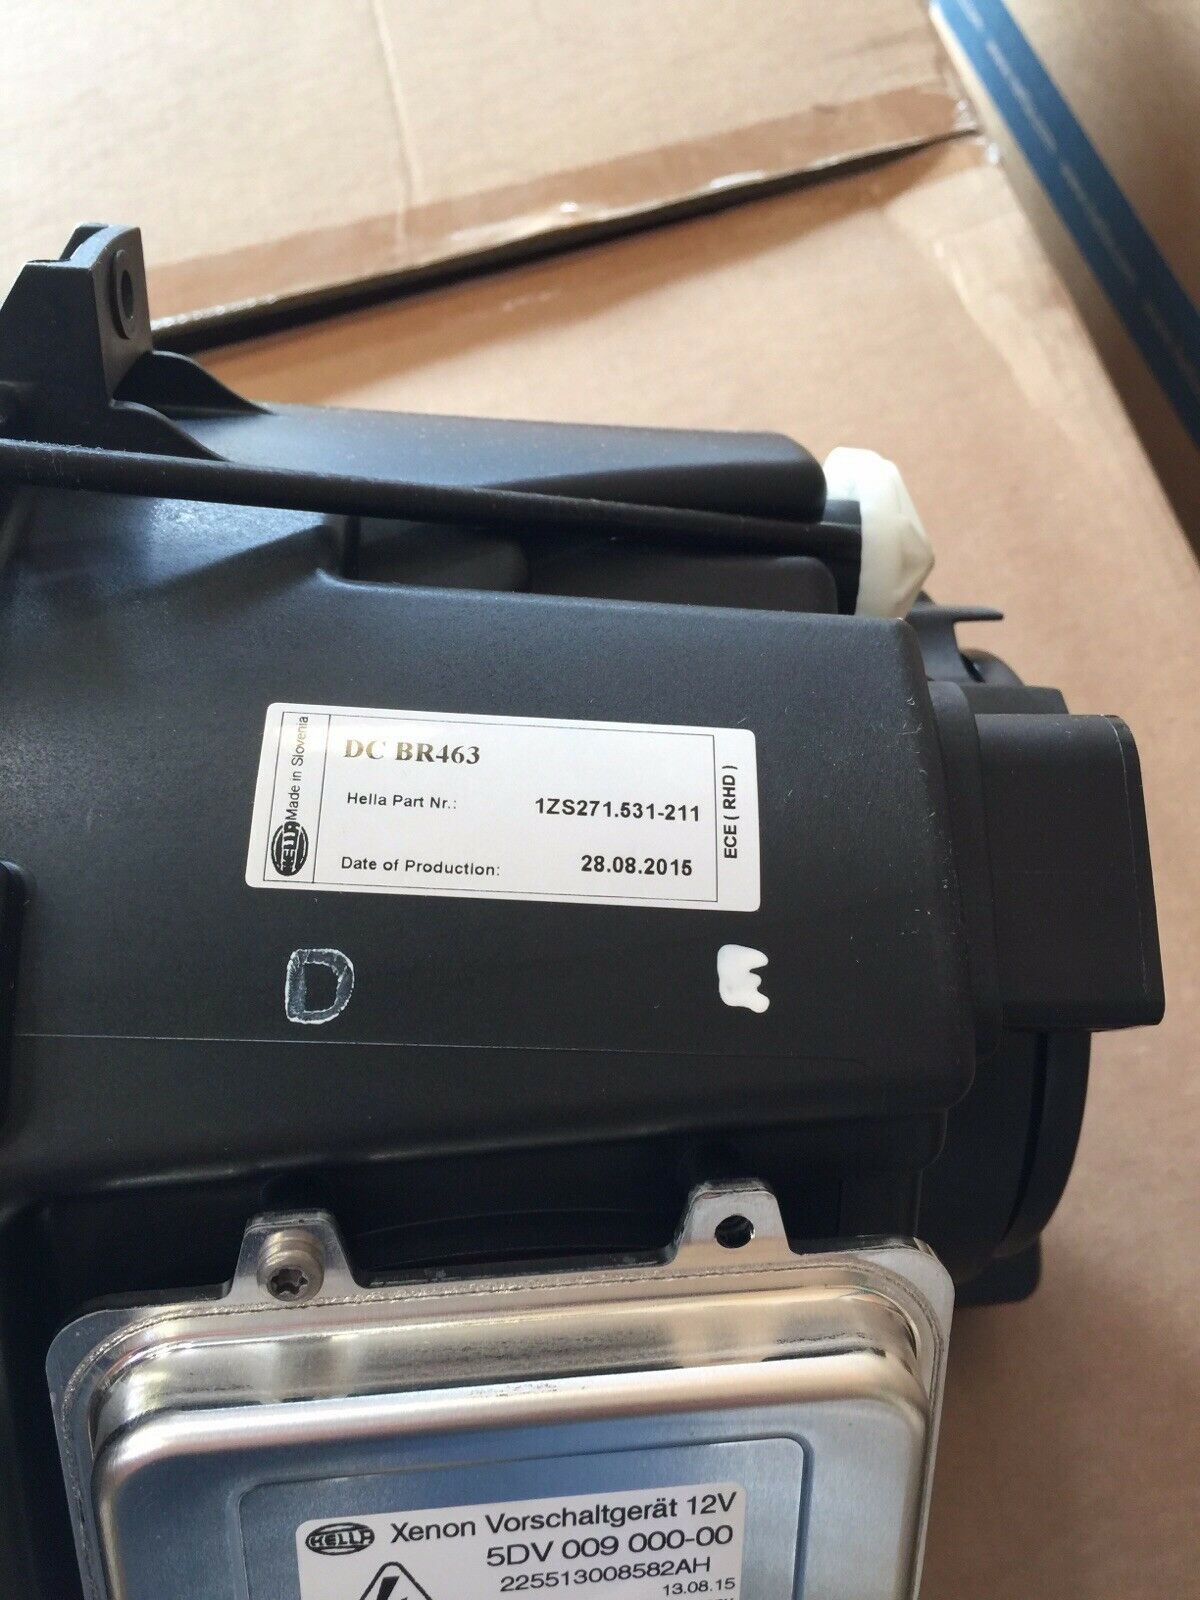 DC BR463
Hella Part Nr.: 1ZS271.531-211
Date of Production: 28.08.2015
Made in Slovenia
HELLA
ECE ( RHD )
D
HELLA Xenon Vorschaltgerät 12V
5DV 009 000-00
225513008582AH
13.08.15